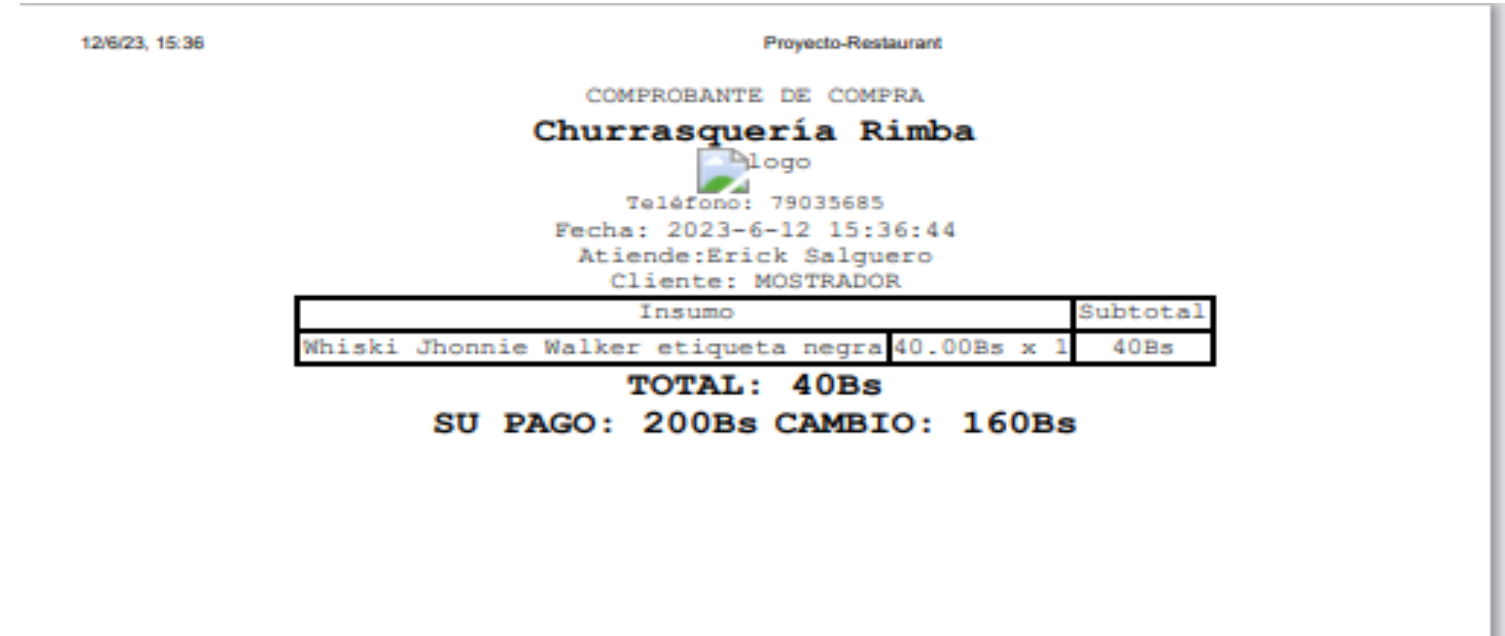 12/6/23, 15:36 Proyecto-Restaurant
COMPROBANTE DE COMPRA
Churrasquería Rimba
logo
Teléfono: 79035685
Fecha: 2023-6-12 15:36:44
Atiende:Erick Salguero
Cliente: MOSTRADOR
Insumo Subtotal
Whiski Jhonnie Walker etiqueta negra 40.00Bs x 1 40Bs
TOTAL: 40Bs
SU PAGO: 200Bs CAMBIO: 160Bs